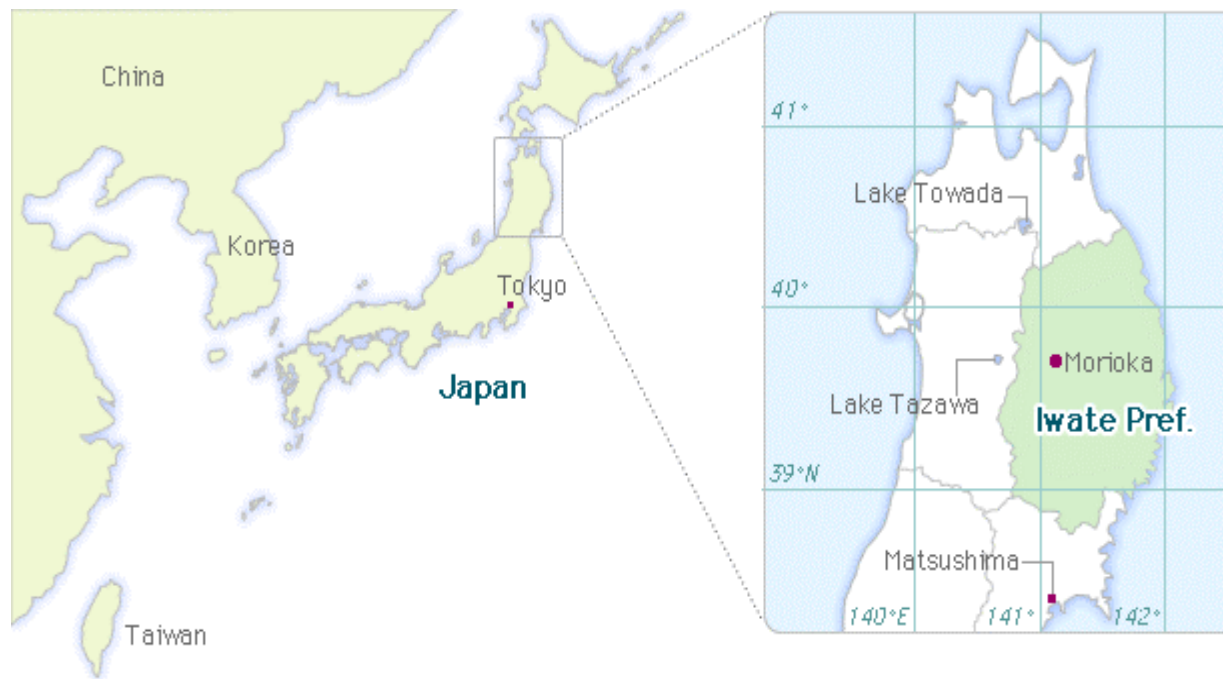 China
Korea
Tokyo
Japan
Taiwan
41°
Lake Towada
40°
Morioka
Lake Tazawa
Iwate Pref.
39°N
Matsushima
140°E
141°
142°